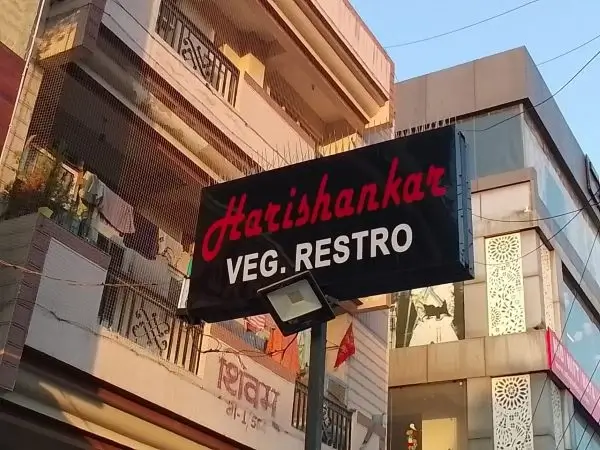 Harishankar
VEG. RESTRO
शिवम